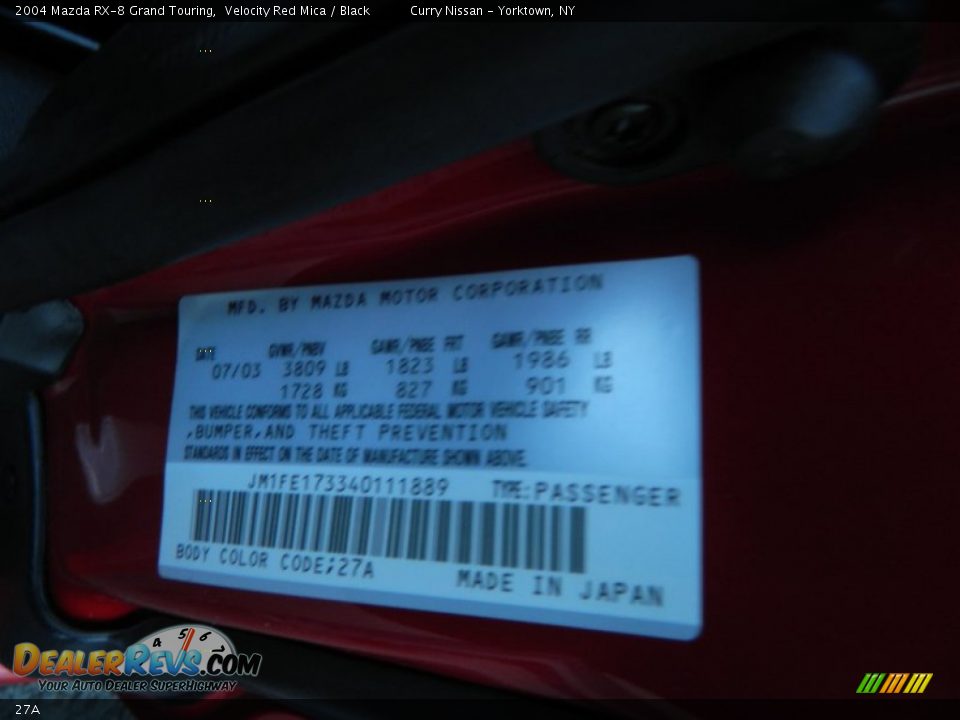 2004 Mazda RX-8 Grand Touring, Velocity Red Mica / Black Curry Nissan - Yorktown, NY
MFD. BY MAZDA MOTOR CORPORATION
DATE GVWR/PNBV GAWR/PNBE FRT GAWR/PNBE RR
07/03 3809 LB 1823 LB 1986 LB
1728 KG 827 KG 901 KG
THIS VEHICLE CONFORMS TO ALL APPLICABLE FEDERAL MOTOR VEHICLE SAFETY
,BUMPER,AND THEFT PREVENTION
STANDARDS IN EFFECT ON THE DATE OF MANUFACTURE SHOWN ABOVE.
JM1FE173340111889 TYPE:PASSENGER
BODY COLOR CODE;27A
MADE IN JAPAN
4 5 6
DEALERREVS.COM
YOUR AUTO DEALER SUPERHIGHWAY
27A